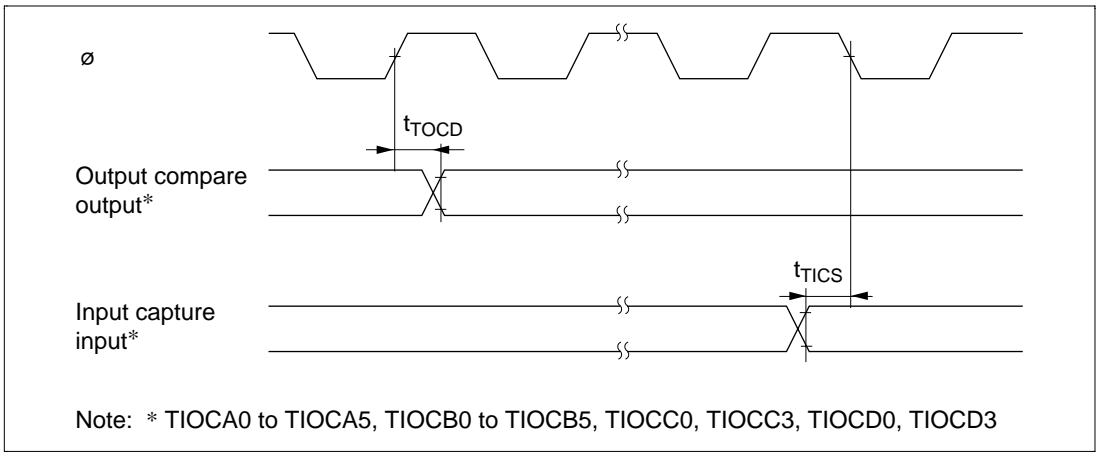 ø
tTOCD
Output compare
output*
tTICS
Input capture
input*
Note: * TIOCA0 to TIOCA5, TIOCB0 to TIOCB5, TIOCC0, TIOCC3, TIOCD0, TIOCD3